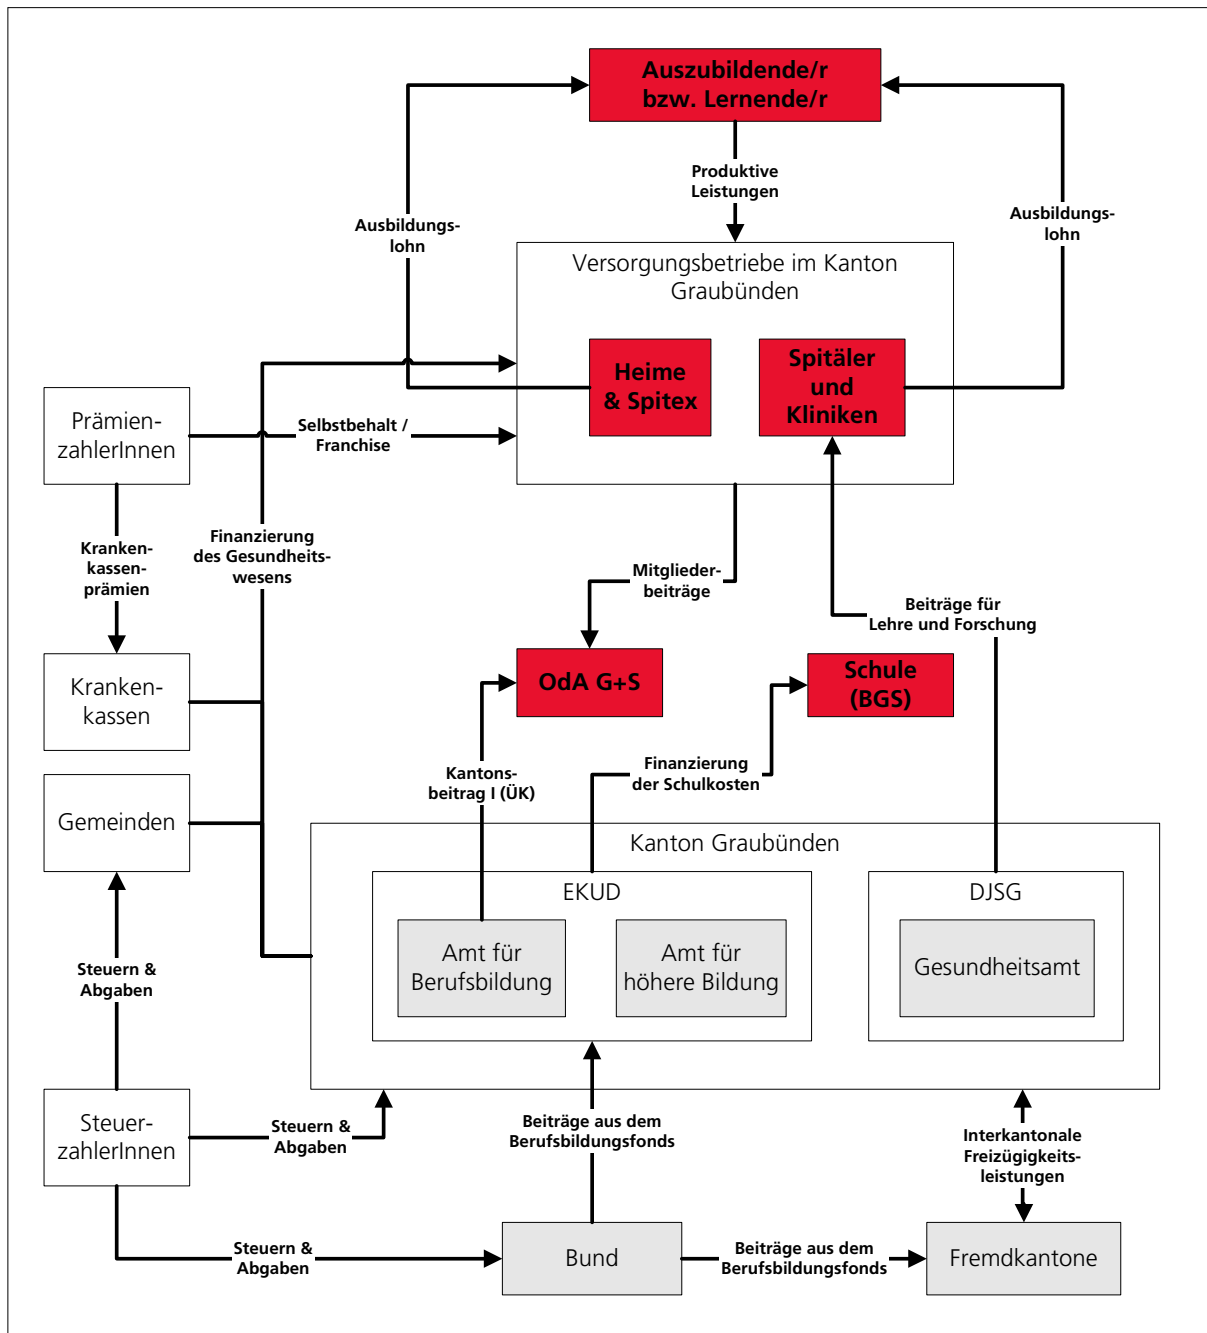 Auszubildende/r
bzw. Lernende/r
Produktive
Leistungen
Ausbildungs-
lohn
Ausbildungs-
lohn
Versorgungsbetriebe im Kanton
Graubünden
Heime
& Spitex
Spitäler
und
Kliniken
Prämien-
zahlerInnen
Selbstbehalt /
Franchise
Kranken-
kassen-
prämien
Finanzierung
des Gesundheits-
wesens
Mitglieder-
beiträge
Beiträge für
Lehre und Forschung
Kranken-
kassen
OdA G+S
Schule
(BGS)
Kantons-
beitrag I (ÜK)
Finanzierung
der Schulkosten
Gemeinden
Kanton Graubünden
EKUD
DJSG
Amt für
Berufsbildung
Amt für
höhere Bildung
Gesundheitsamt
Steuern &
Abgaben
Steuer-
zahlerInnen
Steuern &
Abgaben
Beiträge aus dem
Berufsbildungsfonds
Interkantonale
Freizügigkeits-
leistungen
Steuern &
Abgaben
Bund
Beiträge aus dem
Berufsbildungsfonds
Fremdkantone